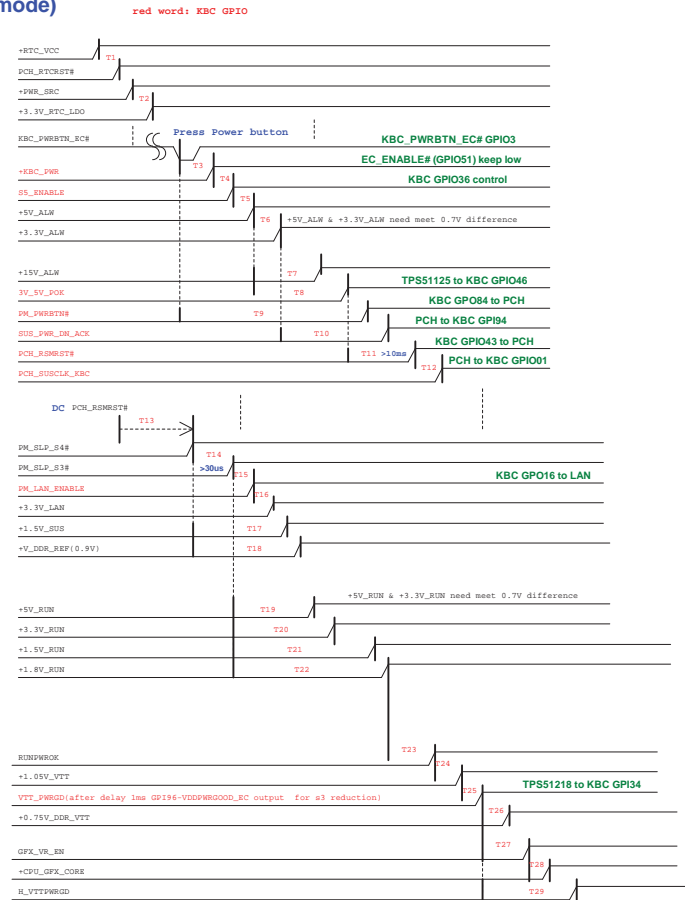 mode)
red word: KBC GPIO
+RTC_VCC
T1
PCH_RTCRST#
+PWR_SRC
T2
+3.3V_RTC_LDO
Press Power button
KBC_PWRBTN_EC#
KBC_PWRBTN_EC# GPIO3
T3
EC_ENABLE# (GPIO51) keep low
+KBC_PWR
T4
KBC GPIO36 control
S5_ENABLE
T5
+5V_ALW
T6
+5V_ALW & +3.3V_ALW need meet 0.7V difference
+3.3V_ALW
+15V_ALW
T7
TPS51125 to KBC GPIO46
3V_5V_POK
T8
KBC GPO84 to PCH
PM_PWRBTN#
T9
PCH to KBC GPI94
SUS_PWR_DN_ACK
T10
KBC GPIO43 to PCH
PCH_RSMRST#
T11 >10ms
PCH to KBC GPIO01
T12
PCH_SUSCLK_KBC
DC PCH_RSMRST#
T13
PM_SLP_S4#
T14
PM_SLP_S3#
>30us
T15
KBC GPO16 to LAN
PM_LAN_ENABLE
T16
+3.3V_LAN
+1.5V_SUS
T17
+V_DDR_REF(0.9V)
T18
+5V_RUN & +3.3V_RUN need meet 0.7V difference
+5V_RUN
T19
+3.3V_RUN
T20
+1.5V_RUN
T21
+1.8V_RUN
T22
T23
RUNPWROK
T24
+1.05V_VTT
TPS51218 to KBC GPI34
T25
VTT_PWRGD(after delay 1ms GPI96-VDDPWRGOOD_EC output for s3 reduction)
T26
+0.75V_DDR_VTT
T27
GFX_VR_EN
T28
+CPU_GFX_CORE
H_VTTPWRGD
T29